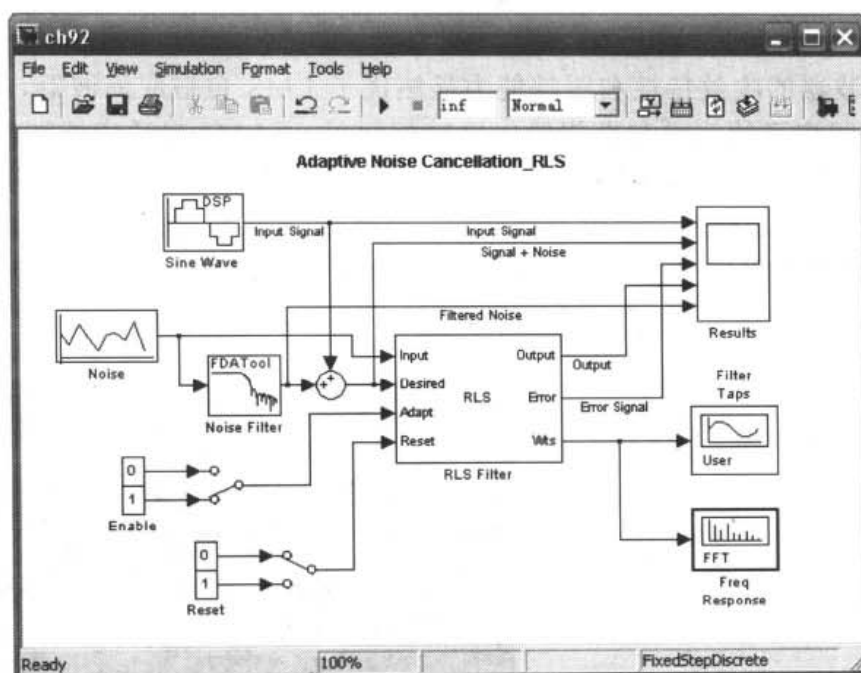 ch92
File Edit View Simulation Format Tools Help
inf Normal
Adaptive Noise Cancellation_RLS
DSP
Sine Wave
Input Signal
Input Signal
Signal + Noise
Results
Noise
FDATool
Noise Filter
Filtered Noise
Input
Desired
Adapt
Reset
RLS
Output
Error
Wts
RLS Filter
Output
Error Signal
Filter
Taps
User
0
1
Enable
0
1
Reset
FFT
Freq
Response
Ready 100% FixedStepDiscrete